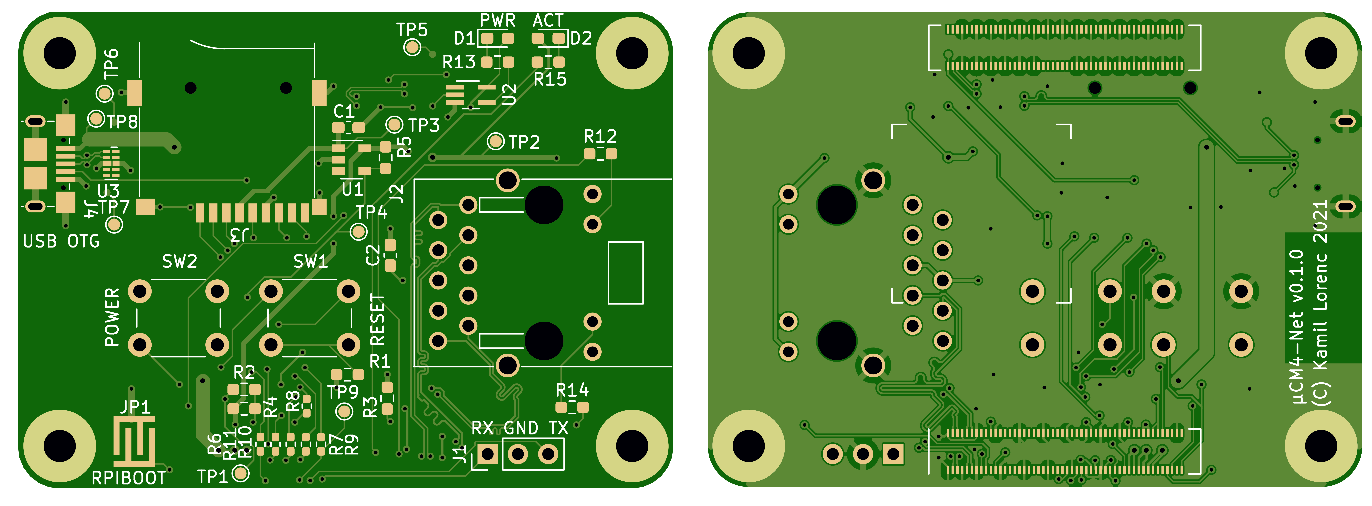 PWR ACT
TP5
D1
D2
TP6
R13
R15
U2
C1
TP8
TP3
R5
TP2
R12
U3
U1
J4
TP7
J2
TP4
J3
USB OTG
C2
SW2
SW1
POWER
RESET
R1
R2
TP9
R14
JP1
R4
R8
R3
RX GND TX
R6
R11
R10
R7
R9
J1
RPIBOOT
TP1
µCM4-Net v0.1.0
(C) Kamil Lorenc 2021